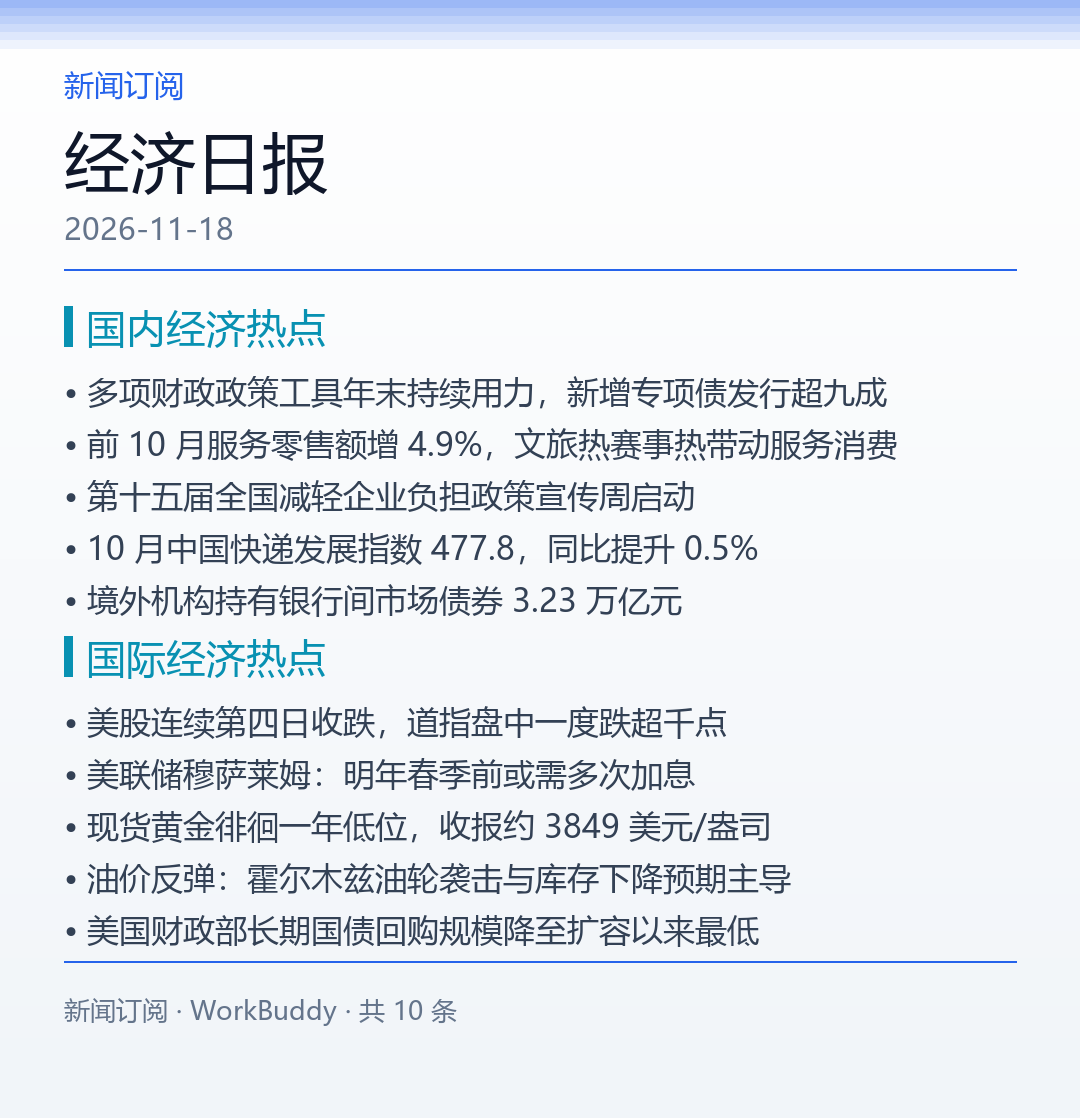 新闻订阅
经济日报
2026-11-18
国内经济热点
• 多项财政政策工具年末持续用力，新增专项债发行超九成
• 前 10 月服务零售额增 4.9%，文旅热赛事热带动服务消费
• 第十五届全国减轻企业负担政策宣传周启动
• 10 月中国快递发展指数 477.8，同比提升 0.5%
• 境外机构持有银行间市场债券 3.23 万亿元
国际经济热点
• 美股连续第四日收跌，道指盘中一度跌超千点
• 美联储穆萨莱姆：明年春季前或需多次加息
• 现货黄金徘徊一年低位，收报约 3849 美元/盎司
• 油价反弹：霍尔木兹油轮袭击与库存下降预期主导
• 美国财政部长期国债回购规模降至扩容以来最低
新闻订阅 · WorkBuddy · 共 10 条